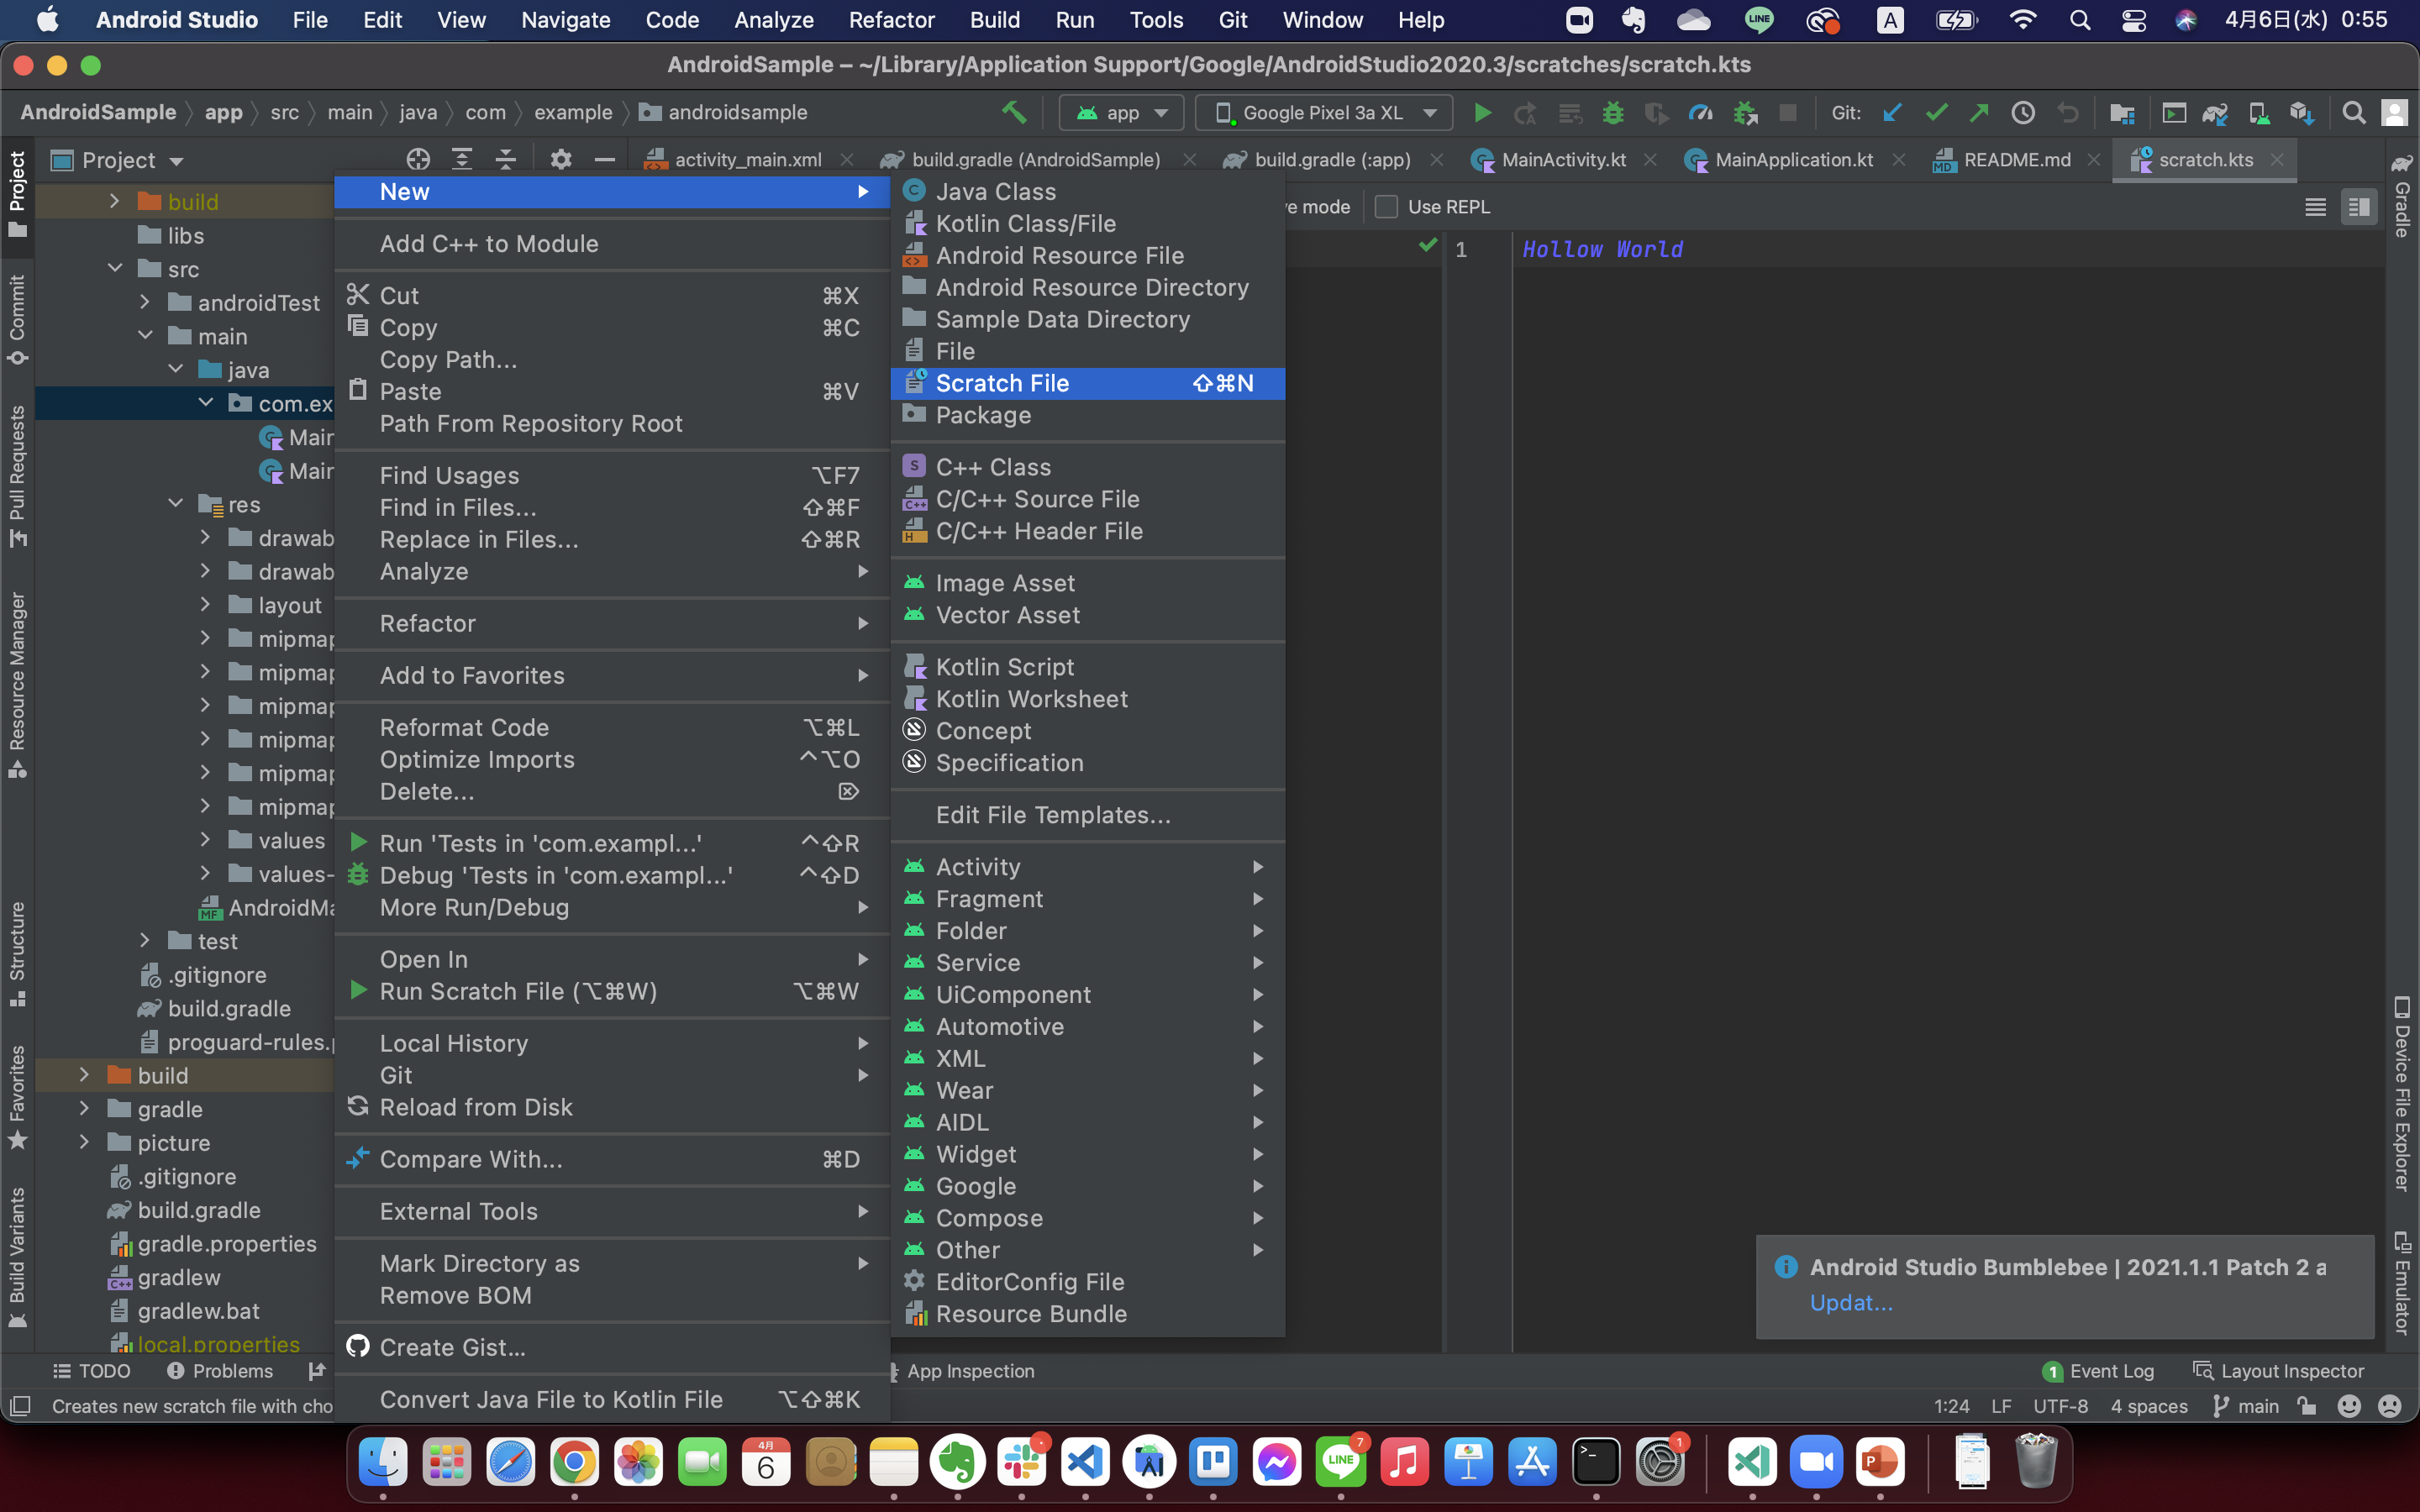 Android Studio File Edit View Navigate Code Analyze Refactor Build Run Tools Git Window Help LINE A 4月6日(水) 0:55
AndroidSample – ~/Library/Application Support/Google/AndroidStudio2020.3/scratches/scratch.kts
AndroidSample app src main java com example androidsample app Google Pixel 3a XL Git:
Project activity_main.xml build.gradle (AndroidSample) build.gradle (:app) MainActivity.kt MainApplication.kt README.md scratch.kts
e mode Use REPL
1 Hollow World
Project
Commit
Pull Requests
Resource Manager
Structure
Favorites
Build Variants
build
libs
src
androidTest
main
java
com.ex
Mair
Mair
res
drawab
drawab
layout
mipmap
mipmap
mipmap
mipmap
mipmap
mipmap
values
values-
AndroidMa
test
.gitignore
build.gradle
proguard-rules.p
build
gradle
picture
.gitignore
build.gradle
gradle.properties
gradlew
gradlew.bat
local.properties
New
Add C++ to Module
Cut ⌘X
Copy ⌘C
Copy Path...
Paste ⌘V
Path From Repository Root
Find Usages ⌥F7
Find in Files... ⇧⌘F
Replace in Files... ⇧⌘R
Analyze
Refactor
Add to Favorites
Reformat Code ⌥⌘L
Optimize Imports ^⌥O
Delete... ⌦
Run 'Tests in 'com.exampl...' ^⇧R
Debug 'Tests in 'com.exampl...' ^⇧D
More Run/Debug
Open In
Run Scratch File (⌥⌘W) ⌥⌘W
Local History
Git
Reload from Disk
Compare With... ⌘D
External Tools
Mark Directory as
Remove BOM
Create Gist...
Convert Java File to Kotlin File ⌥⇧⌘K
Java Class
Kotlin Class/File
Android Resource File
Android Resource Directory
Sample Data Directory
File
Scratch File ⇧⌘N
Package
C++ Class
C/C++ Source File
C/C++ Header File
Image Asset
Vector Asset
Kotlin Script
Kotlin Worksheet
Concept
Specification
Edit File Templates...
Activity
Fragment
Folder
Service
UiComponent
Automotive
XML
Wear
AIDL
Widget
Google
Compose
Other
EditorConfig File
Resource Bundle
Gradle
Device File Explorer
Emulator
Android Studio Bumblebee | 2021.1.1 Patch 2 a
Updat...
TODO Problems App Inspection 1 Event Log Layout Inspector
Creates new scratch file with cho 1:24 LF UTF-8 4 spaces main
4月
6 LINE 7 1 P